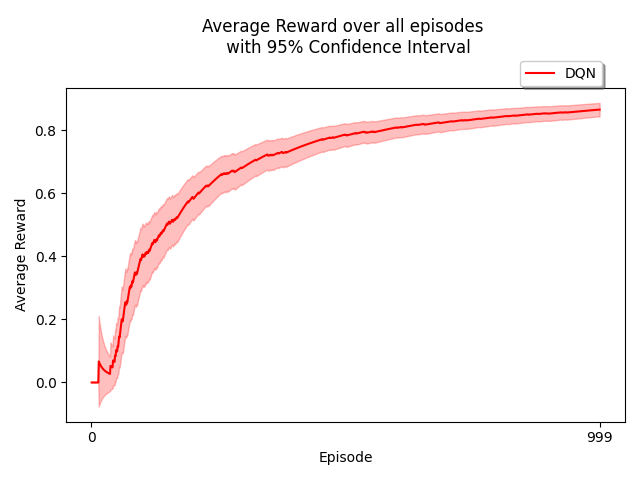 Average Reward over all episodes
with 95% Confidence Interval
DQN
Average Reward
0.8
0.6
0.4
0.2
0.0
0
999
Episode